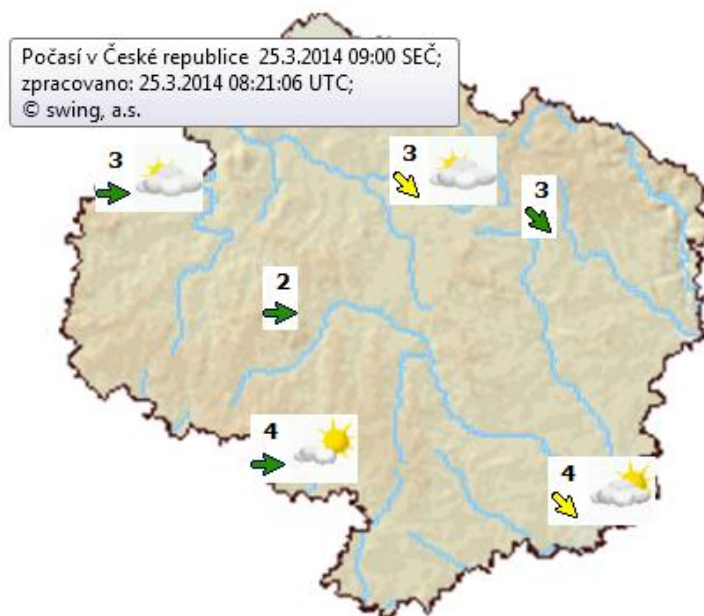 Počasí v České republice 25.3.2014 09:00 SEČ;
zpracovano: 25.3.2014 08:21:06 UTC;
© swing, a.s.
3
3
3
2
4
4